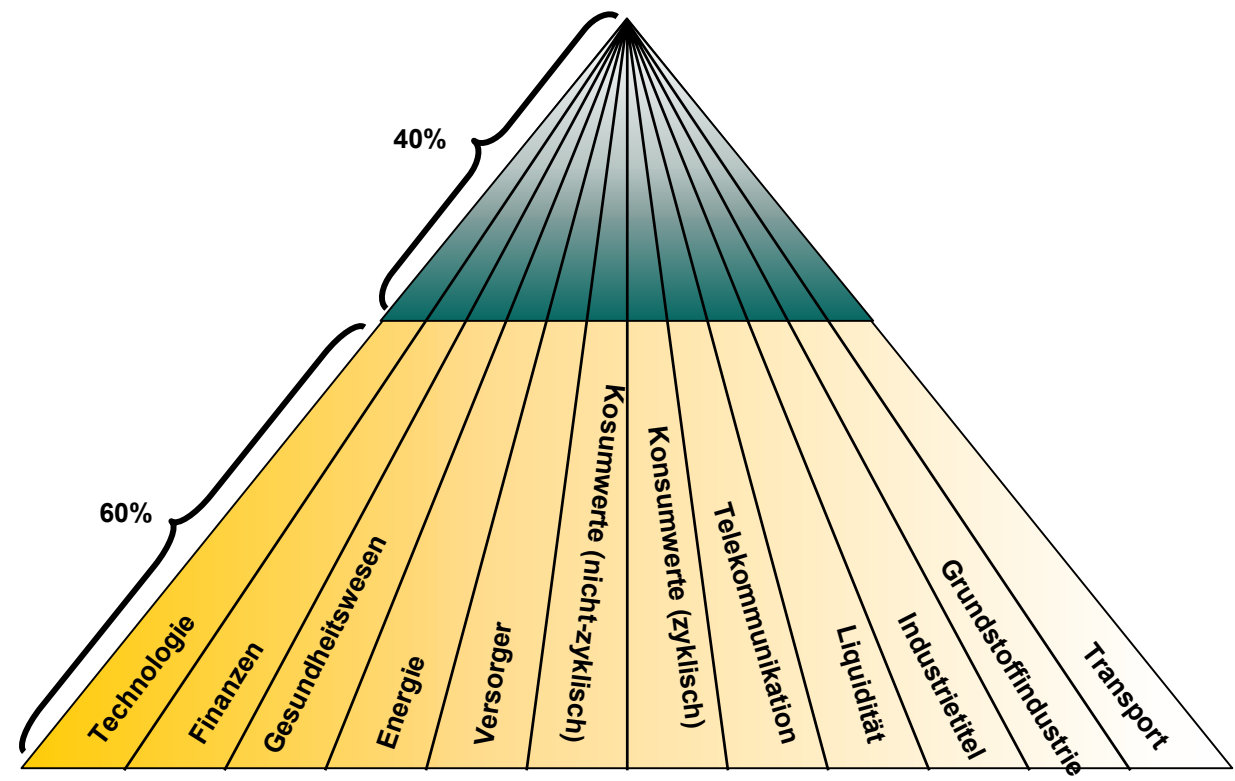 40%
60%
Technologie
Finanzen
Gesundheitswesen
Energie
Versorger
Kosumwerte (nicht-zyklisch)
Konsumwerte (zyklisch)
Telekommunikation
Liquidität
Industrietitel
Grundstoffindustrie
Transport